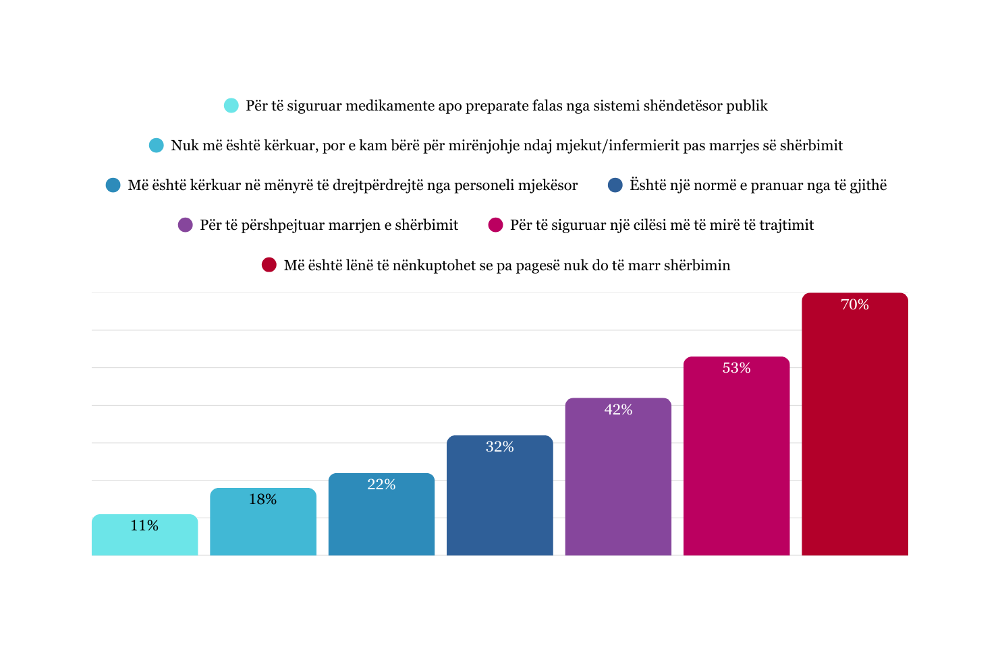 Për të siguruar medikamente apo preparate falas nga sistemi shëndetësor publik
Nuk më është kërkuar, por e kam bërë për mirënjohje ndaj mjekut/infermierit pas marrjes së shërbimit
Më është kërkuar në mënyrë të drejtpërdrejtë nga personeli mjekësor
Është një normë e pranuar nga të gjithë
Për të përshpejtuar marrjen e shërbimit
Për të siguruar një cilësi më të mirë të trajtimit
Më është lënë të nënkuptohet se pa pagesë nuk do të marr shërbimin
11%
18%
22%
32%
42%
53%
70%